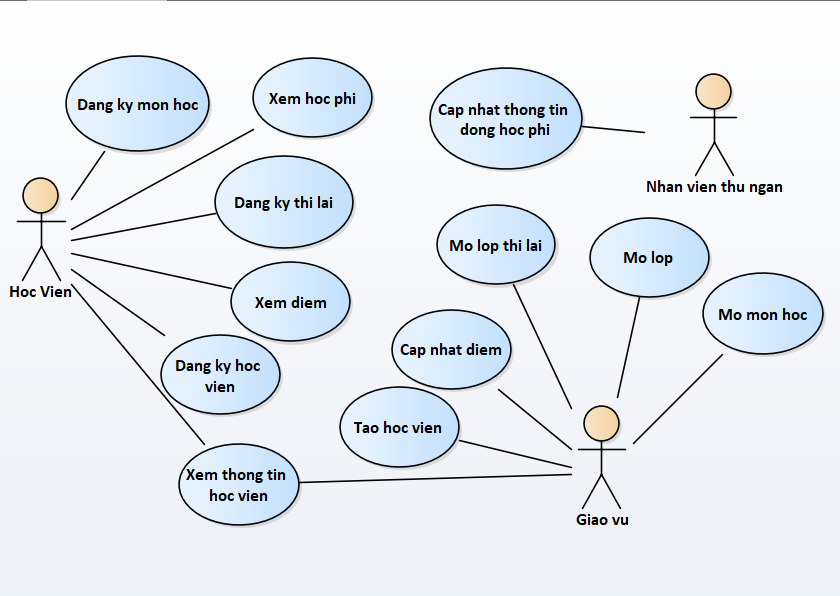 Dang ky mon hoc
Xem hoc phi
Cap nhat thong tin
dong hoc phi
Nhan vien thu ngan
Dang ky thi lai
Mo lop thi lai
Mo lop
Hoc Vien
Xem diem
Mo mon hoc
Cap nhat diem
Dang ky hoc
vien
Tao hoc vien
Xem thong tin
hoc vien
Giao vu